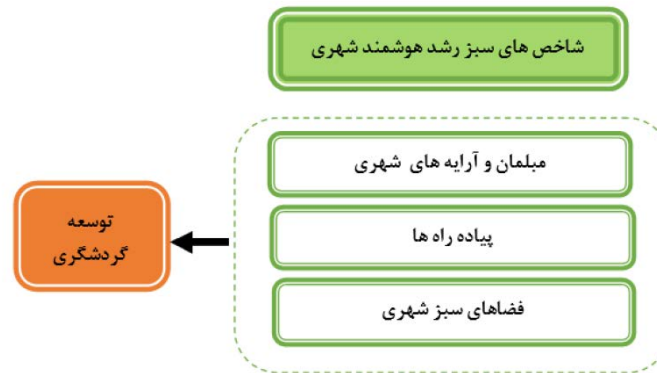 شاخص های سبز رشد هوشمند شهری
مبلمان و آرایه های شهری
پیاده راه ها
فضاهای سبز شهری
توسعه
گردشگری